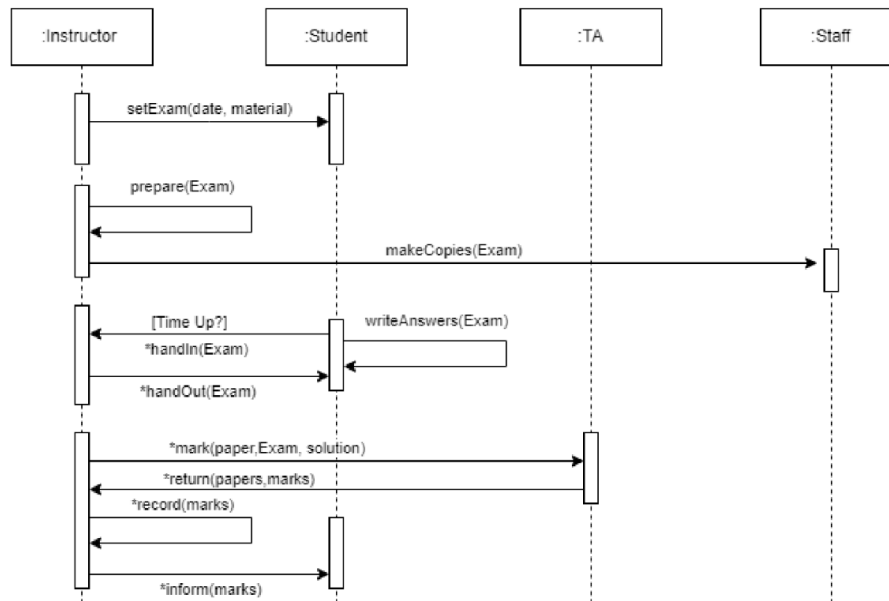 :Instructor
:Student
:TA
:Staff
setExam(date, material)
prepare(Exam)
makeCopies(Exam)
[Time Up?]
writeAnswers(Exam)
*handIn(Exam)
*handOut(Exam)
*mark(paper,Exam, solution)
*return(papers,marks)
*record(marks)
*inform(marks)